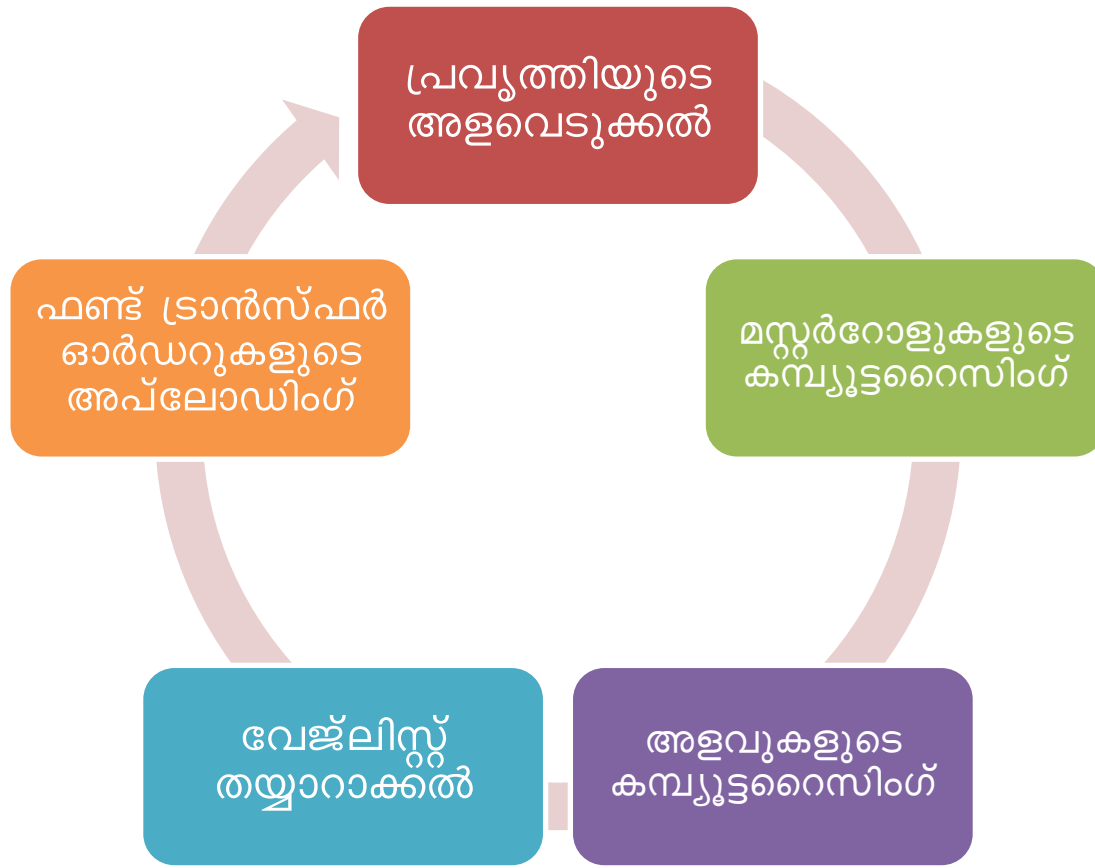 പ്രവൃത്തിയുടെ
അളവെടുക്കൽ
മസ്റ്റർറോളുകളുടെ
കമ്പ്യൂട്ടറൈസിംഗ്
അളവുകളുടെ
കമ്പ്യൂട്ടറൈസിംഗ്
വേജ്‌ലിസ്റ്റ്
തയ്യാറാക്കൽ
ഫണ്ട് ട്രാൻസ്ഫർ
ഓർഡറുകളുടെ
അപ്‌ലോഡിംഗ്